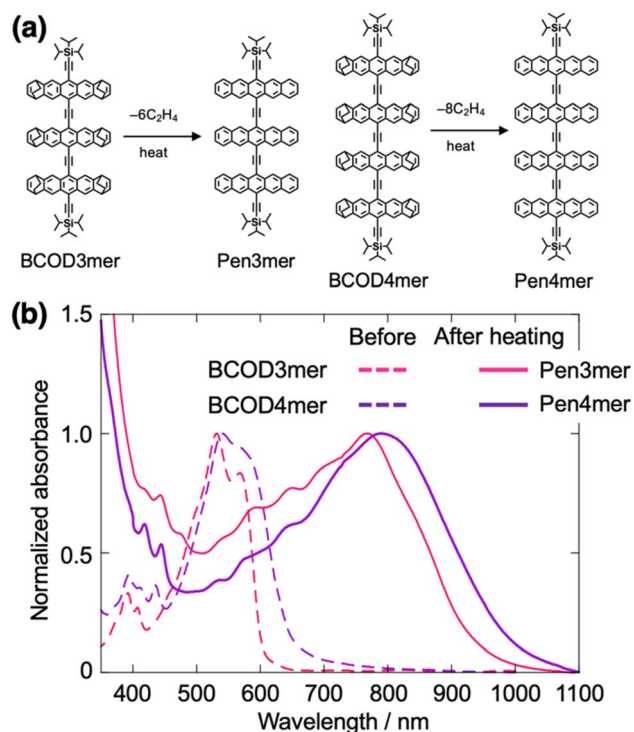 (a)
Si
Si
Si
Si
–6C₂H₄
heat
–8C₂H₄
heat
Si
Si
Si
Si
BCOD3mer
Pen3mer
BCOD4mer
Pen4mer
(b)
1.5
Before
After heating
BCOD3mer
Pen3mer
BCOD4mer
Pen4mer
1.0
0.5
0
Normalized absorbance
400 500 600 700 800 900 1000 1100
Wavelength / nm